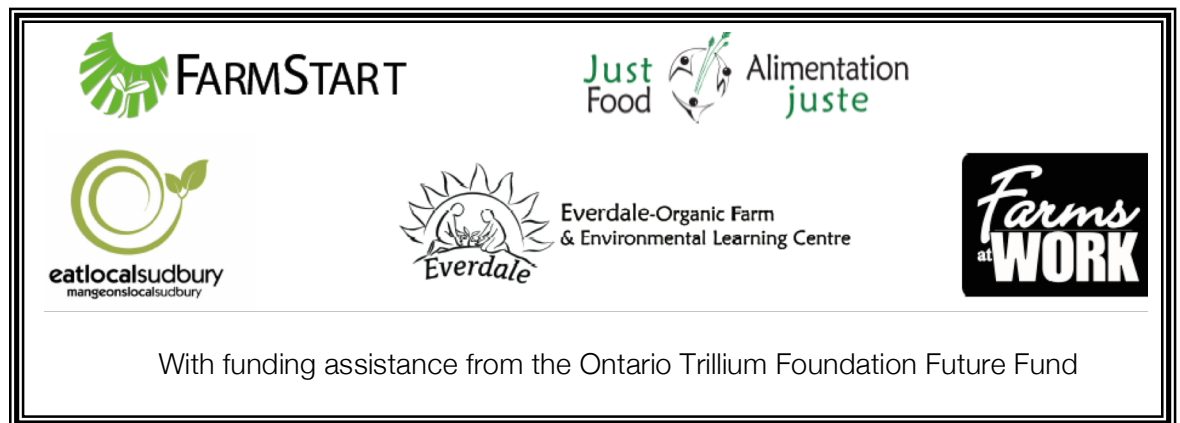 FARMSTART
Just Food Alimentation juste
eatlocalsudbury
mangeonslocalsudbury
Everdale
Everdale-Organic Farm
& Environmental Learning Centre
Farms
at WORK
With funding assistance from the Ontario Trillium Foundation Future Fund